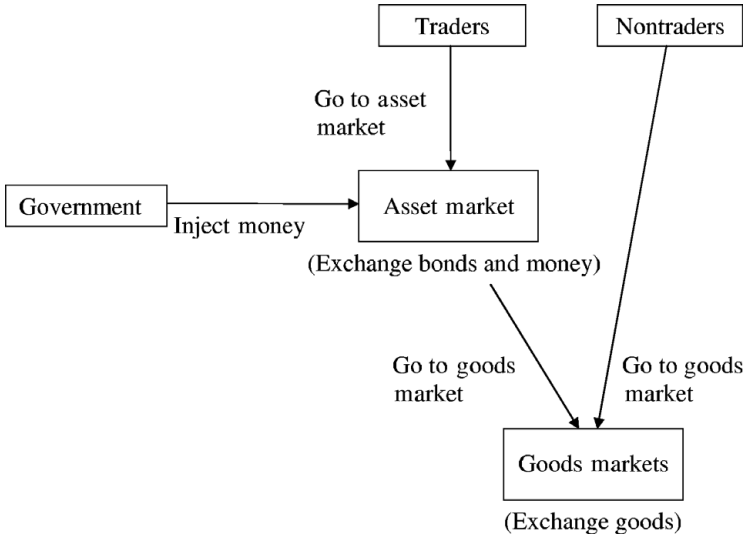 Traders
Nontraders
Go to asset
market
Government
Inject money
Asset market
(Exchange bonds and money)
Go to goods
market
Go to goods
market
Goods markets
(Exchange goods)